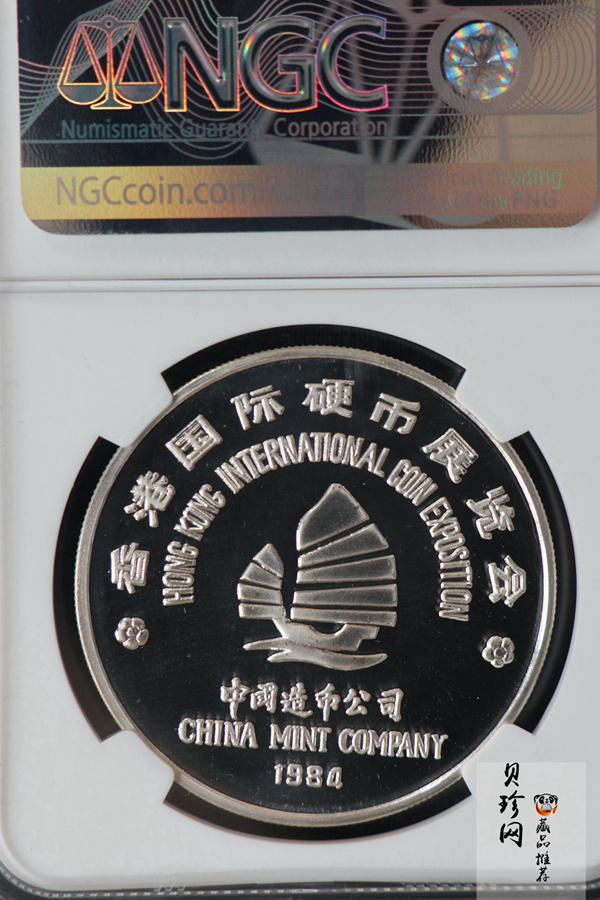 NGC
Numismatic Guaranty Corporation
NGCcoin.com
PNG
香港国际硬币展览会
HONG KONG INTERNATIONAL COIN EXPOSITION
中国造币公司
CHINA MINT COMPANY
1984
贝珍网
藏品推荐